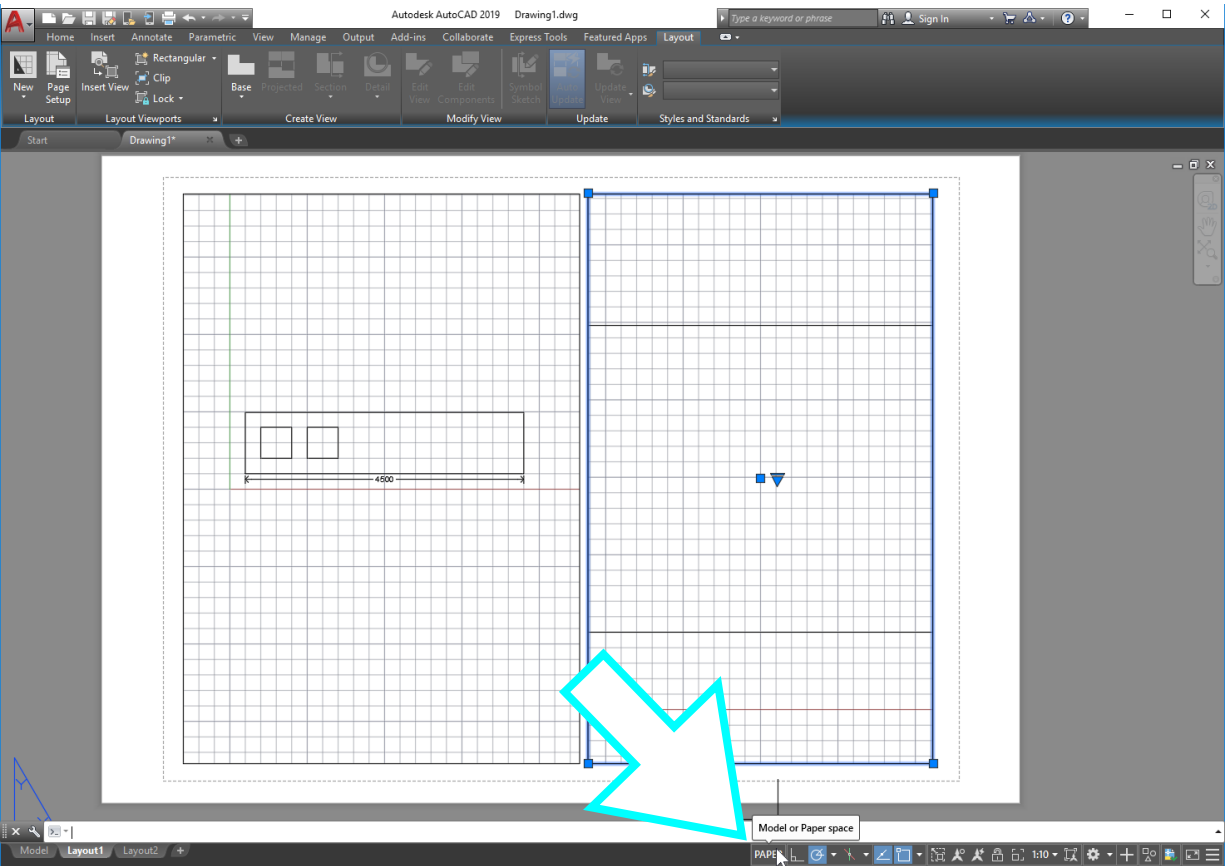 Autodesk AutoCAD 2019 Drawing1.dwg
Type a keyword or phrase
Sign In
Home Insert Annotate Parametric View Manage Output Add-ins Collaborate Express Tools Featured Apps Layout
New
Page
Setup
Insert View
Rectangular
Clip
Lock
Base
Projected
Section
Detail
Edit
View
Edit
Components
Symbol
Sketch
Auto
Update
Update
View
Layout
Layout Viewports
Create View
Modify View
Update
Styles and Standards
Start
Drawing1*
4500
Y
Model or Paper space
Model Layout1 Layout2
PAPER
1:10